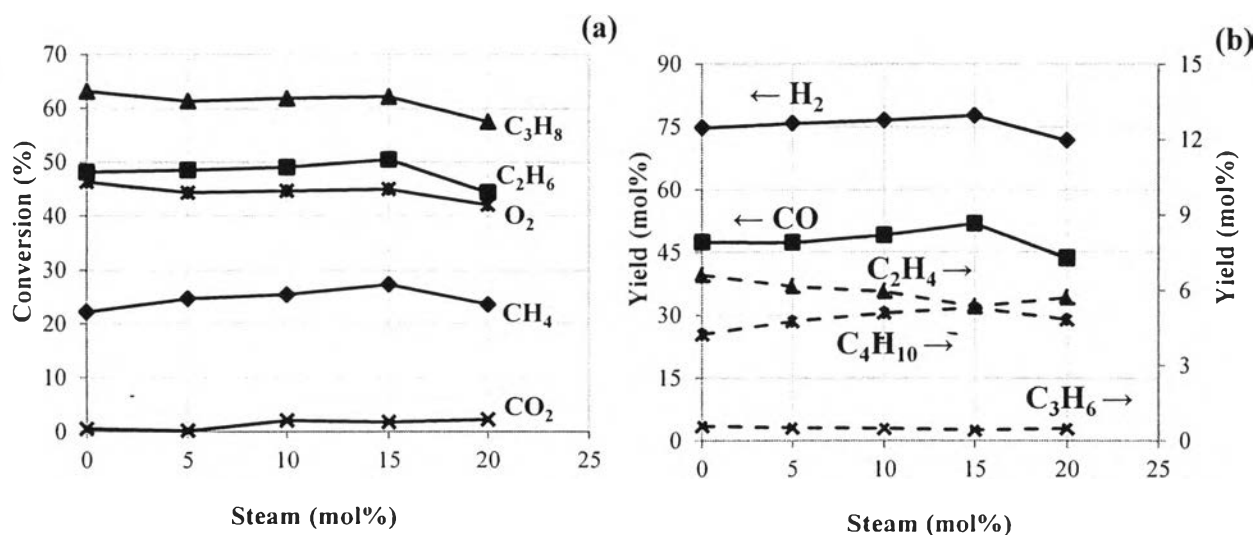 (a)
70
60
50
40
30
20
10
0
Conversion (%)
C₃H₈
C₂H₆
O₂
CH₄
CO₂
0 5 10 15 20 25
Steam (mol%)
(b)
90
75
60
45
30
15
0
Yield (mol%)
← H₂
← CO
C₂H₄ →
C₄H₁₀ →
C₃H₆ →
15
12
9
6
3
0
Yield (mol%)
0 5 10 15 20 25
Steam (mol%)